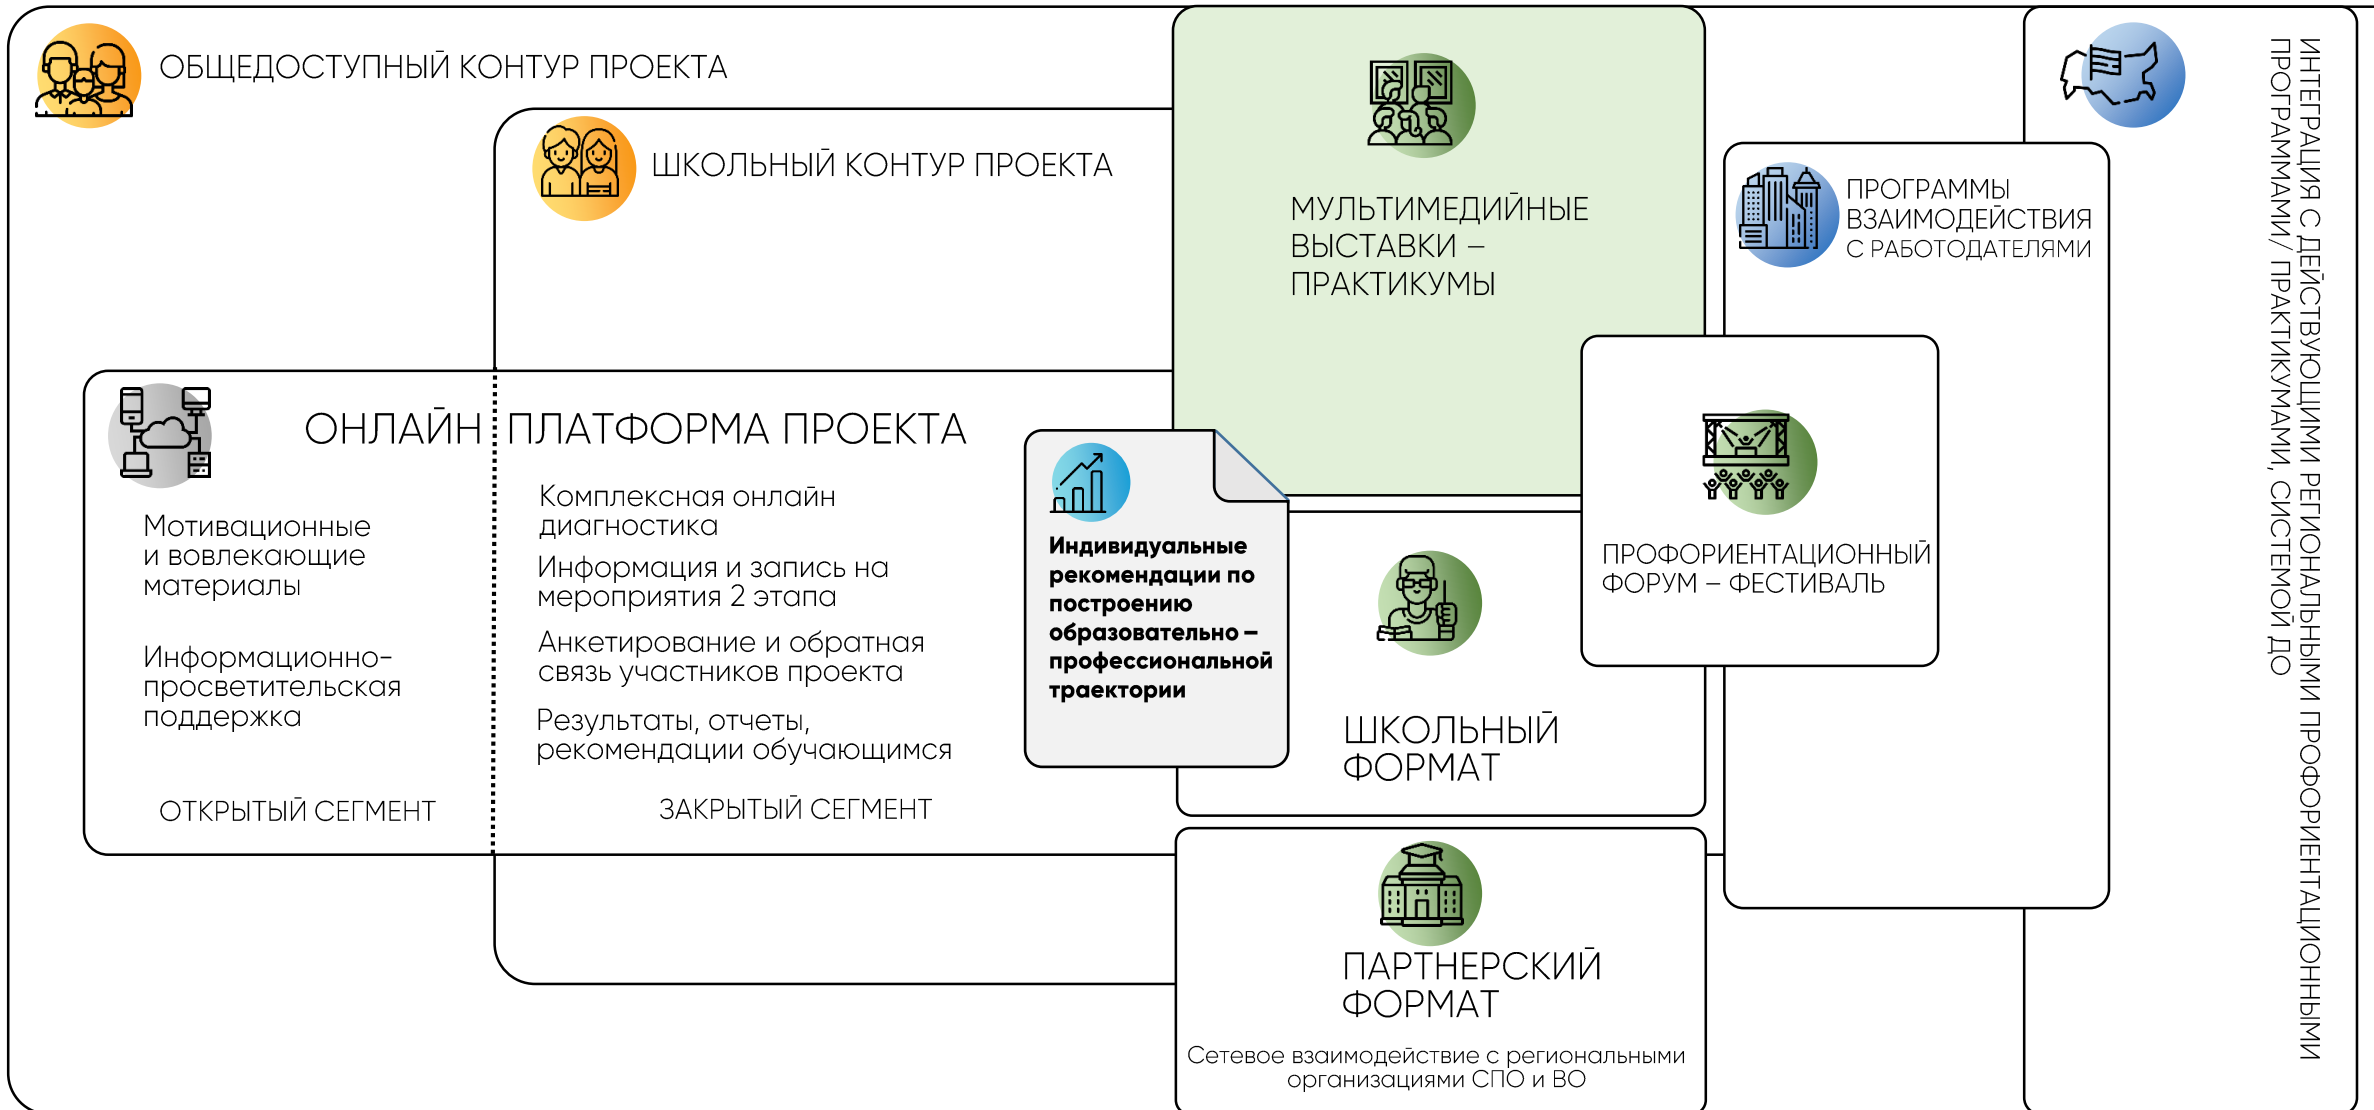 ОБЩЕДОСТУПНЫЙ КОНТУР ПРОЕКТА
ШКОЛЬНЫЙ КОНТУР ПРОЕКТА
ОНЛАЙН ПЛАТФОРМА ПРОЕКТА
Мотивационные
и вовлекающие
материалы
Информационно-
просветительская
поддержка
ОТКРЫТЫЙ СЕГМЕНТ
Комплексная онлайн
диагностика
Информация и запись на
мероприятия 2 этапа
Анкетирование и обратная
связь участников проекта
Результаты, отчеты,
рекомендации обучающимся
ЗАКРЫТЫЙ СЕГМЕНТ
Индивидуальные
рекомендации по
построению
образовательно –
профессиональной
траектории
МУЛЬТИМЕДИЙНЫЕ
ВЫСТАВКИ –
ПРАКТИКУМЫ
ШКОЛЬНЫЙ
ФОРМАТ
ПАРТНЕРСКИЙ
ФОРМАТ
Сетевое взаимодействие с региональными
организациями СПО и ВО
ПРОФОРИЕНТАЦИОННЫЙ
ФОРУМ – ФЕСТИВАЛЬ
ПРОГРАММЫ
ВЗАИМОДЕЙСТВИЯ
С РАБОТОДАТЕЛЯМИ
ИНТЕГРАЦИЯ С ДЕЙСТВУЮЩИМИ РЕГИОНАЛЬНЫМИ ПРОФОРИЕНТАЦИОННЫМИ
ПРОГРАММАМИ/ ПРАКТИКУМАМИ, СИСТЕМОЙ ДО